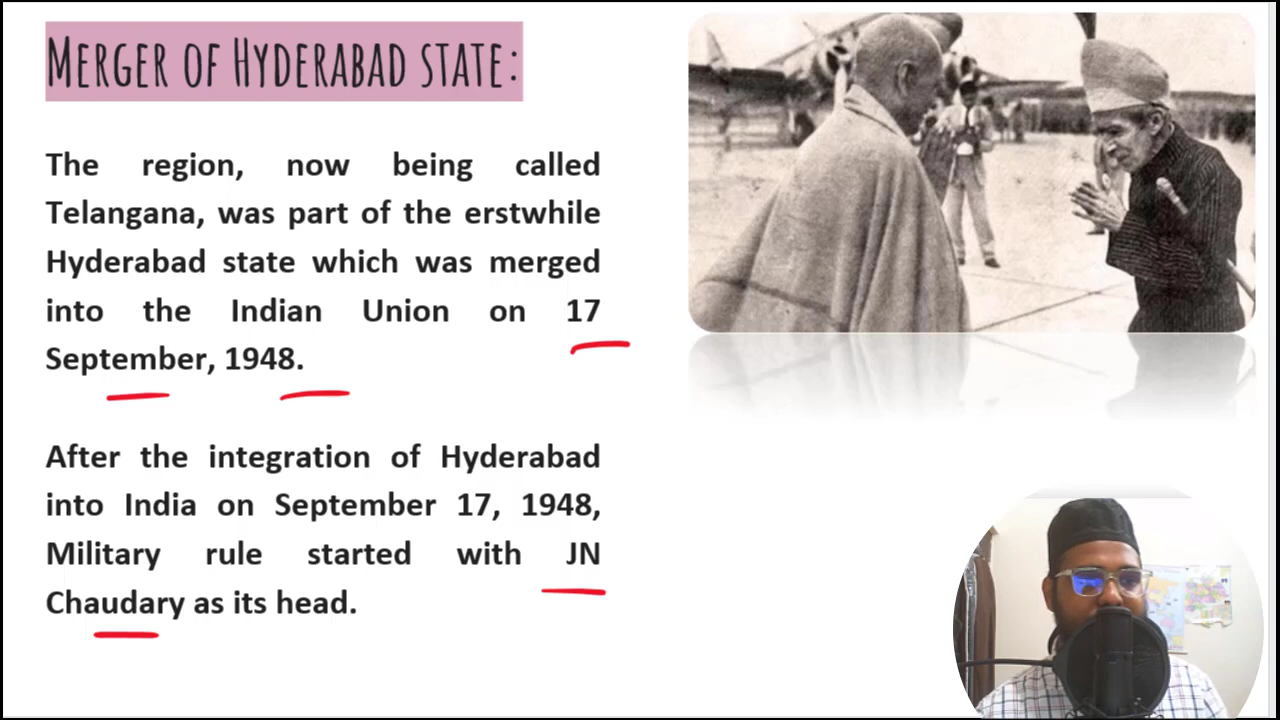 MERGER OF HYDERABAD STATE:
The region, now being called
Telangana, was part of the erstwhile
Hyderabad state which was merged
into the Indian Union on 17
September, 1948.
After the integration of Hyderabad
into India on September 17, 1948,
Military rule started with JN
Chaudary as its head.